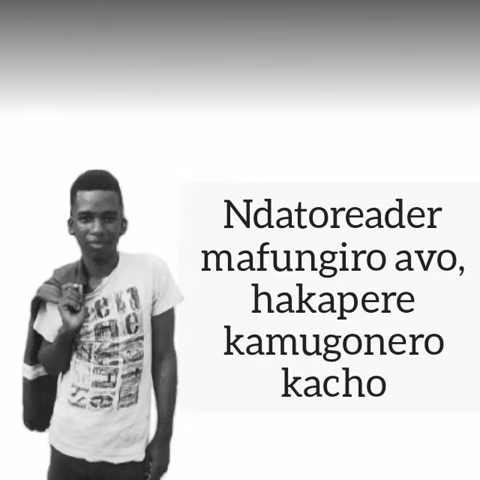 Ndatoreader
mafungiro avo,
hakapere
kamugonero
kacho